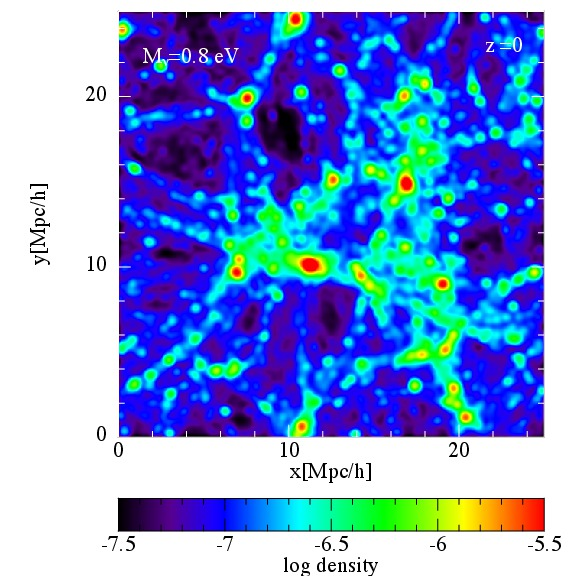 M_ν=0.8 eV
z =0
20
10
0
y[Mpc/h]
0 10 20
x[Mpc/h]
-7.5 -7 -6.5 -6 -5.5
log density